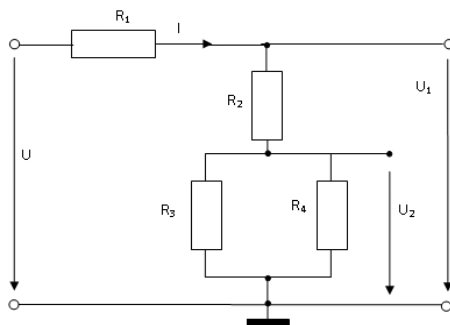 R₁
I
R₂
U₁
U
R₃
R₄
U₂